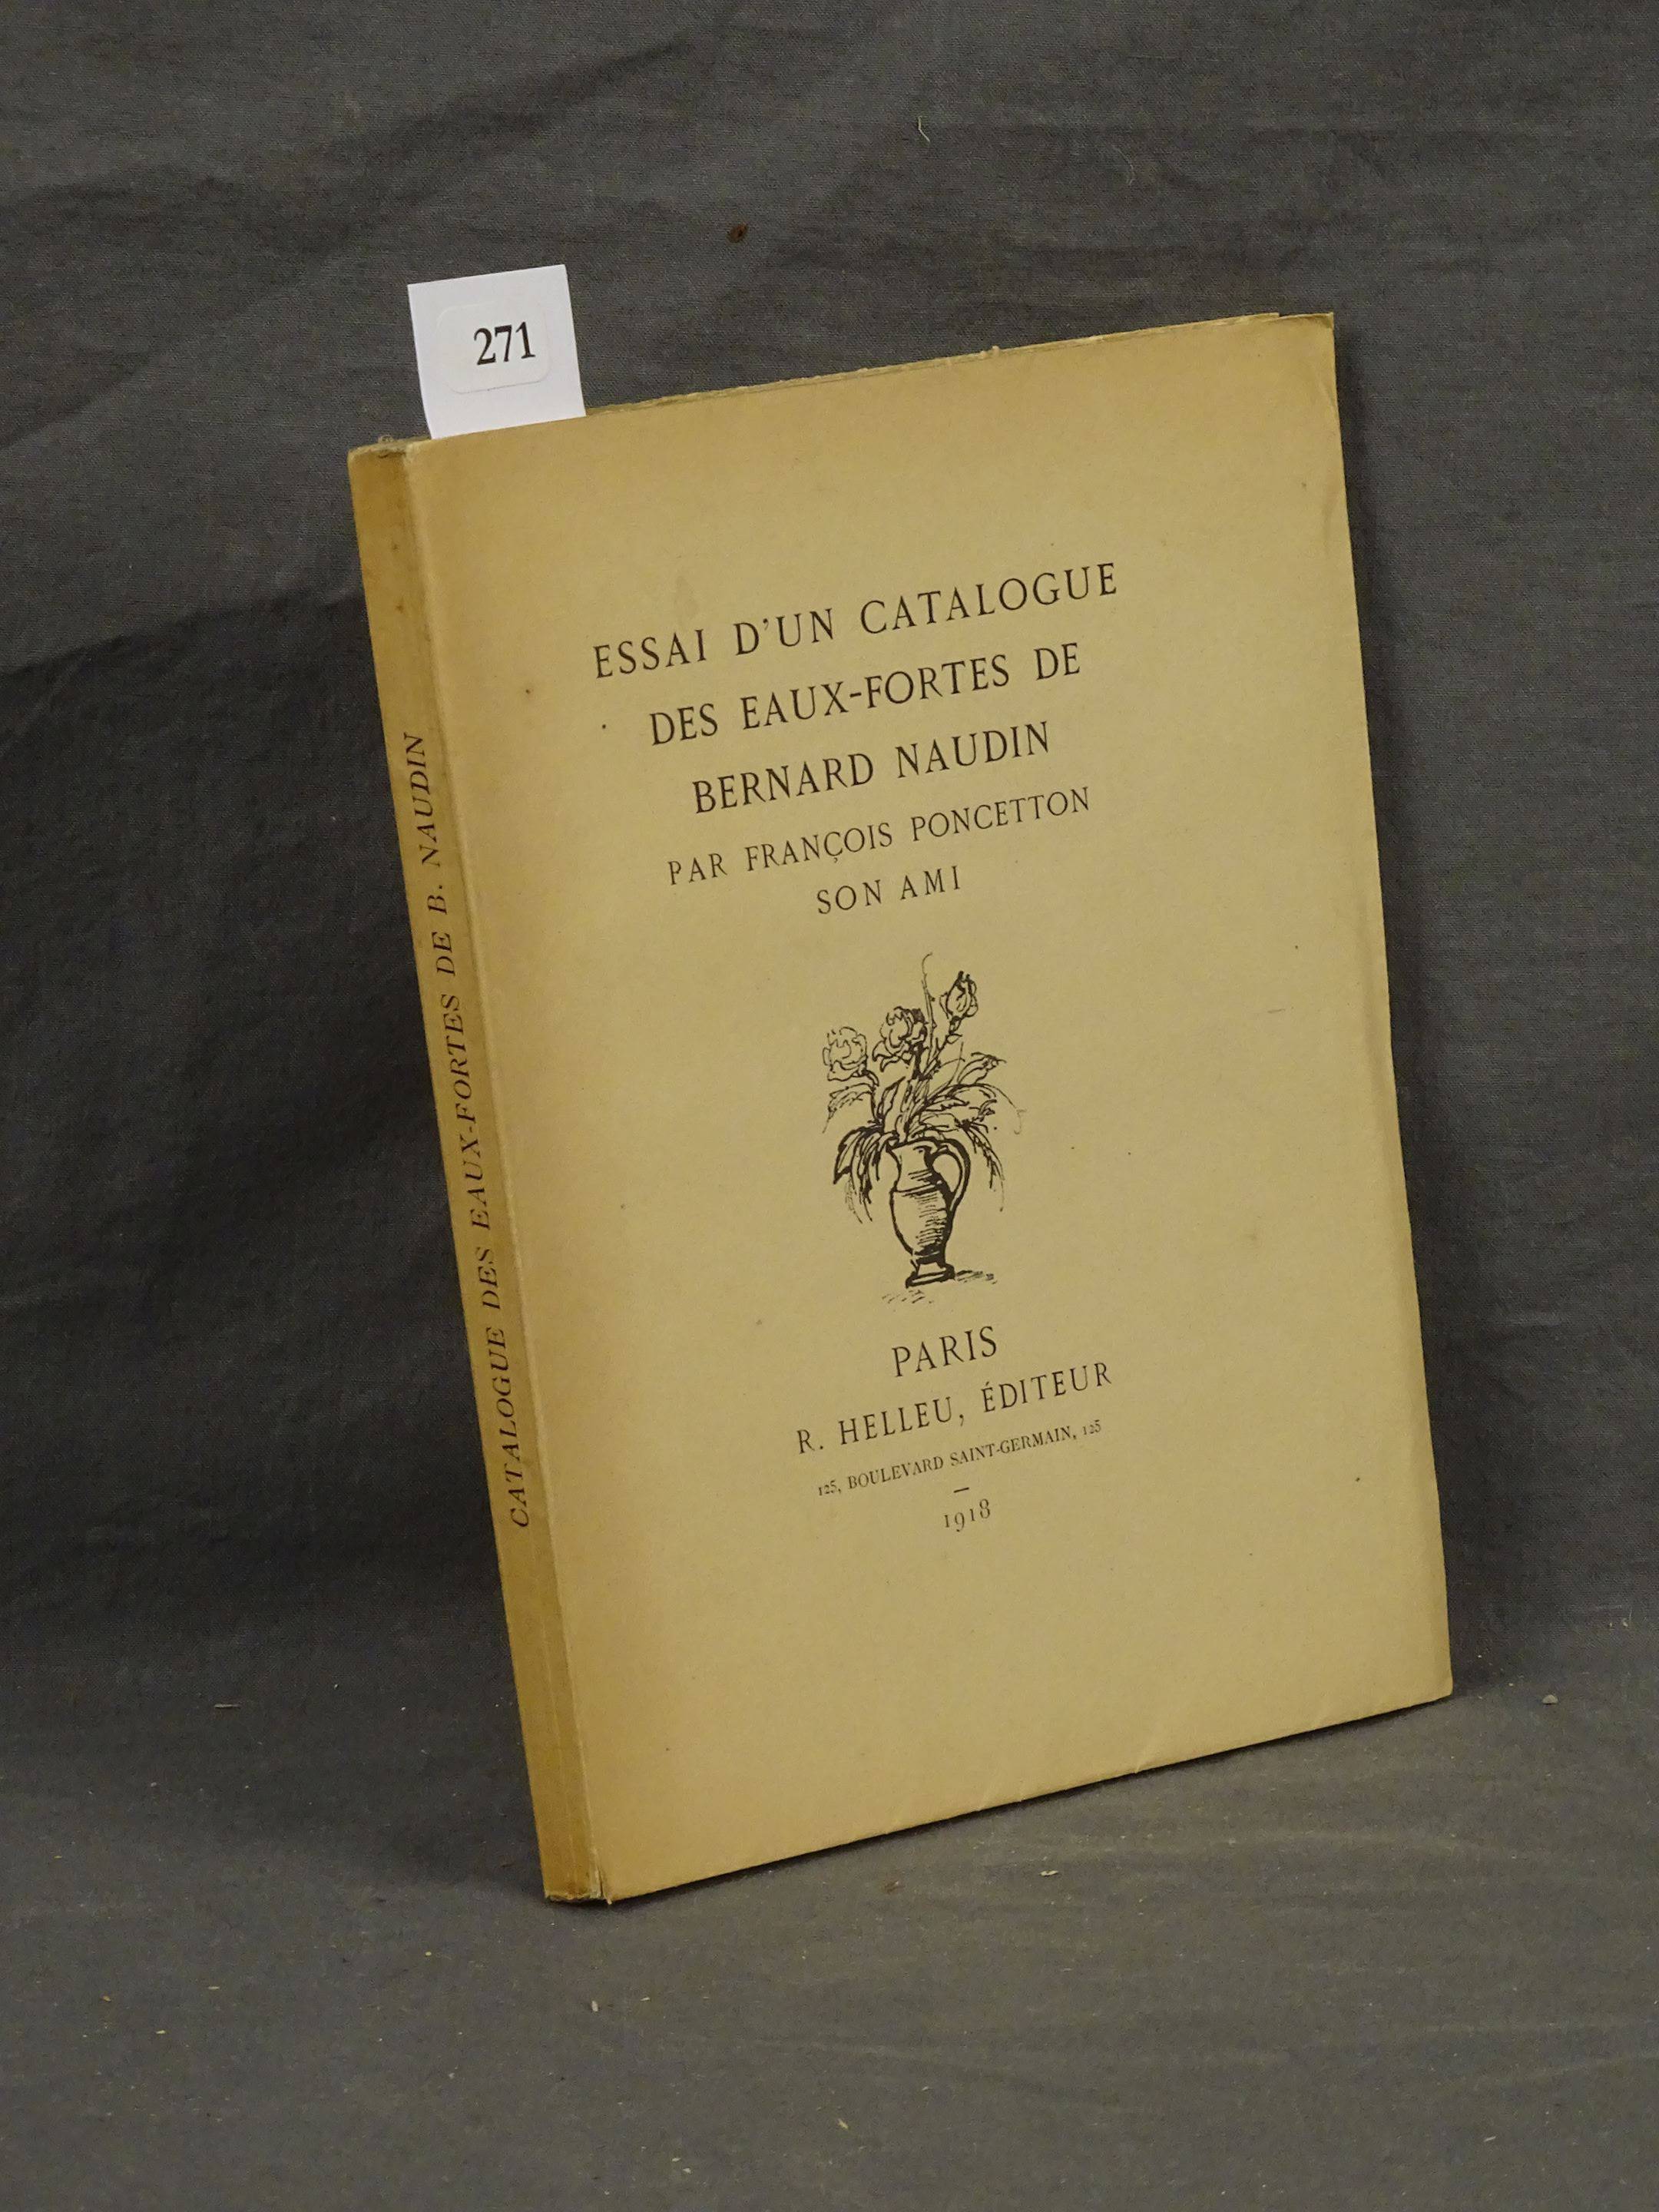 271
ESSAI D'UN CATALOGUE
DES EAUX-FORTES DE
BERNARD NAUDIN
PAR FRANÇOIS PONCETTON
SON AMI
PARIS
R. HELLEU, ÉDITEUR
125, BOULEVARD SAINT-GERMAIN, 125
1918
CATALOGUE DES EAUX-FORTES DE B. NAUDIN